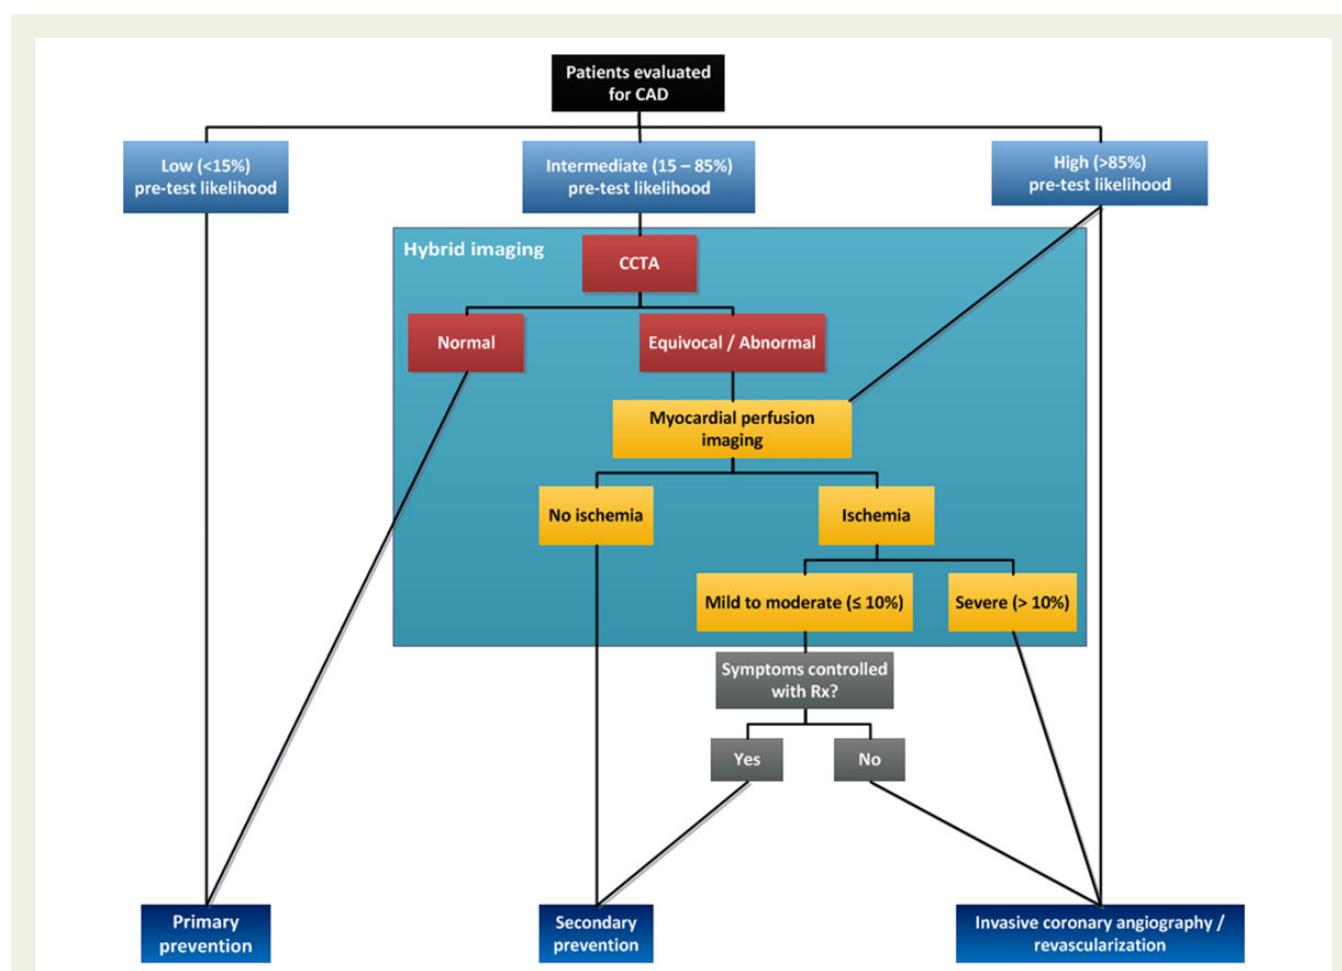 Patients evaluated
for CAD
Low (<15%)
pre-test likelihood
Intermediate (15 – 85%)
pre-test likelihood
High (>85%)
pre-test likelihood
Hybrid imaging
CCTA
Normal
Equivocal / Abnormal
Myocardial perfusion
imaging
No ischemia
Ischemia
Mild to moderate (≤ 10%)
Severe (> 10%)
Symptoms controlled
with Rx?
Yes
No
Primary
prevention
Secondary
prevention
Invasive coronary angiography /
revascularization